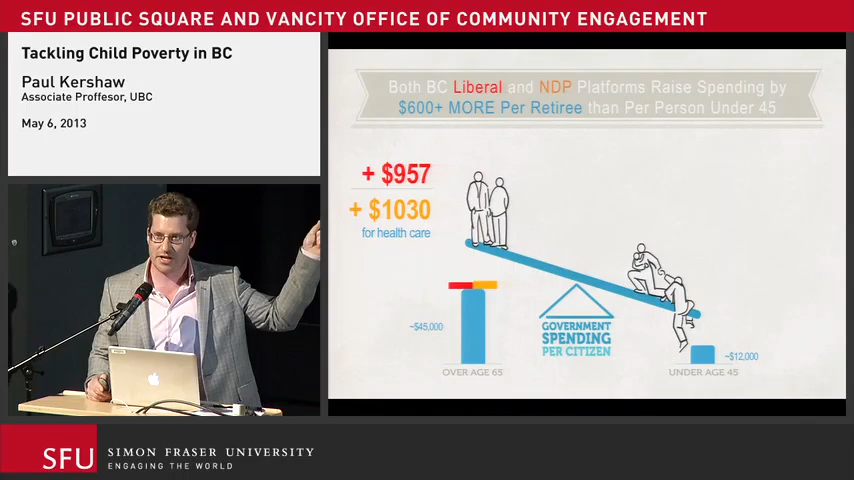 SFU PUBLIC SQUARE AND VANCITY OFFICE OF COMMUNITY ENGAGEMENT
Tackling Child Poverty in BC
Paul Kershaw
Associate Proffesor, UBC
May 6, 2013
Both BC Liberal and NDP Platforms Raise Spending by
$600+ MORE Per Retiree than Per Person Under 45
+ $957
+ $1030
for health care
~$45,000
GOVERNMENT
SPENDING
PER CITIZEN
~$12,000
OVER AGE 65
UNDER AGE 45
SFU
SIMON FRASER UNIVERSITY
ENGAGING THE WORLD